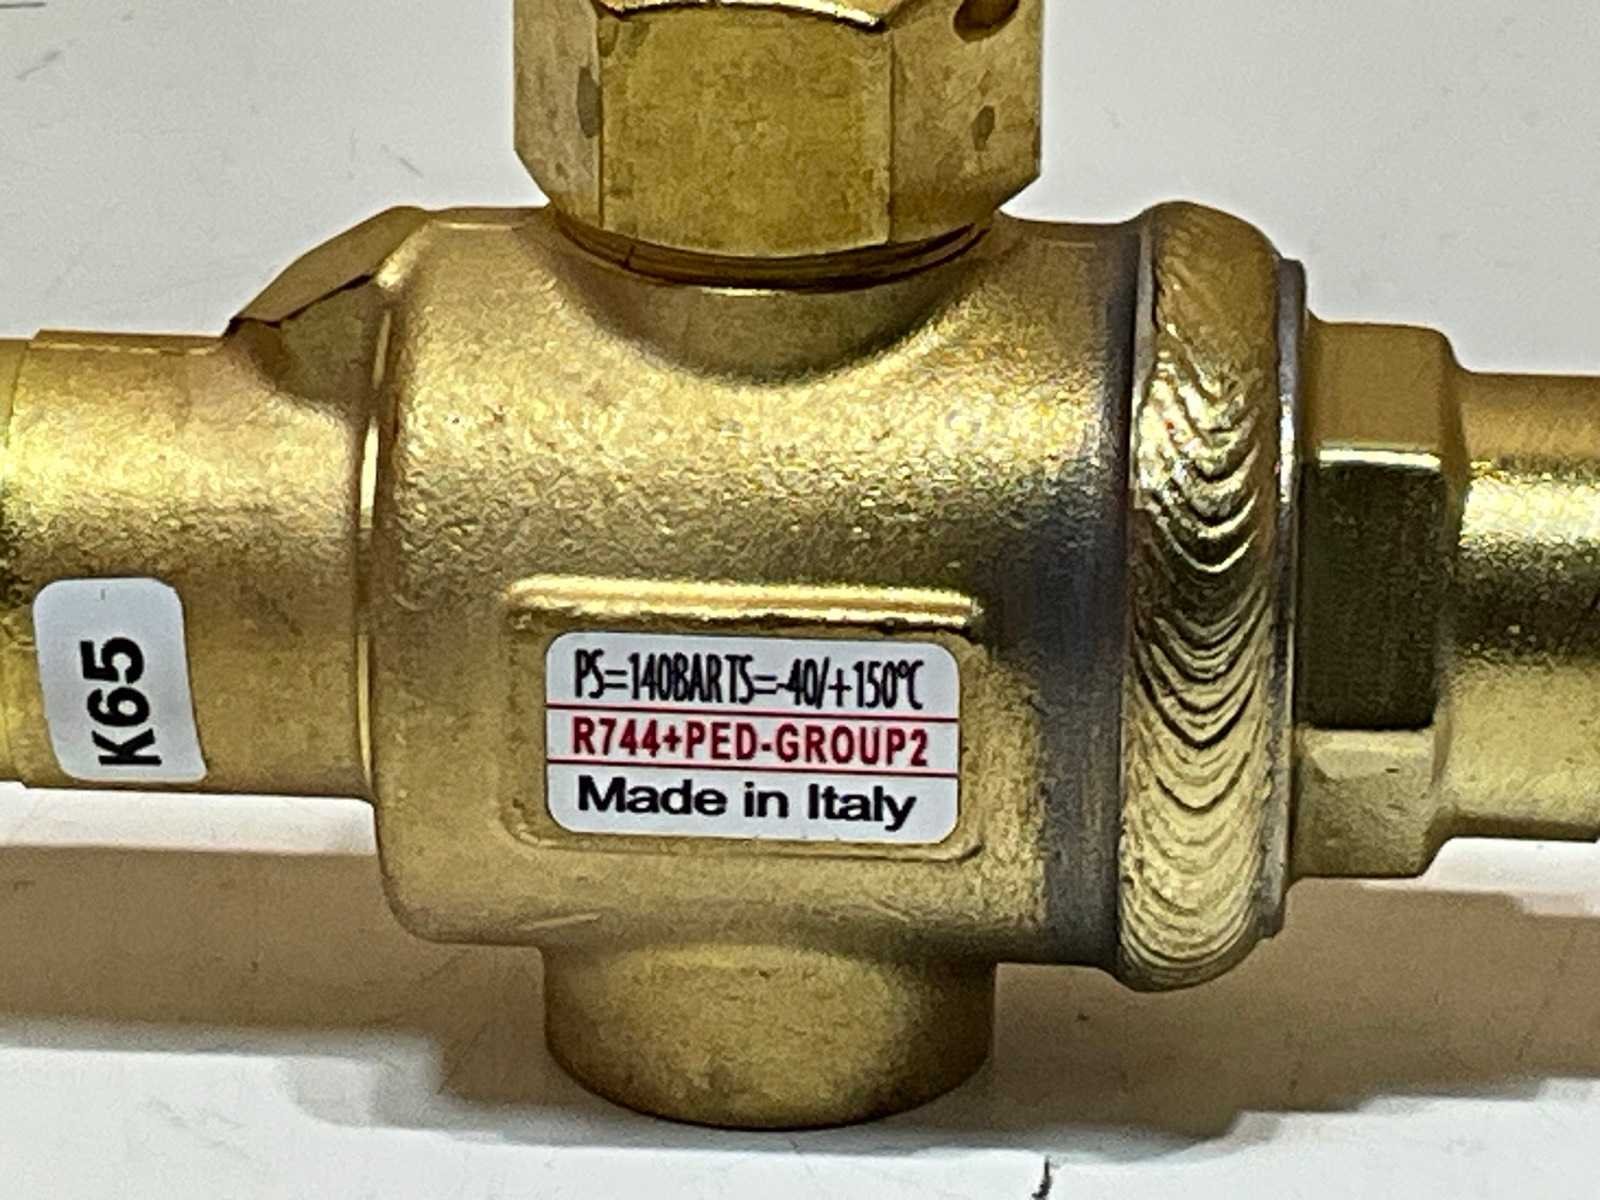 K65
PS=140BAR TS=-40/+150°C
R744+PED-GROUP2
Made in Italy